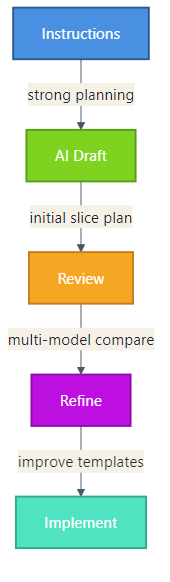 Instructions
strong planning
AI Draft
initial slice plan
Review
multi-model compare
Refine
improve templates
Implement